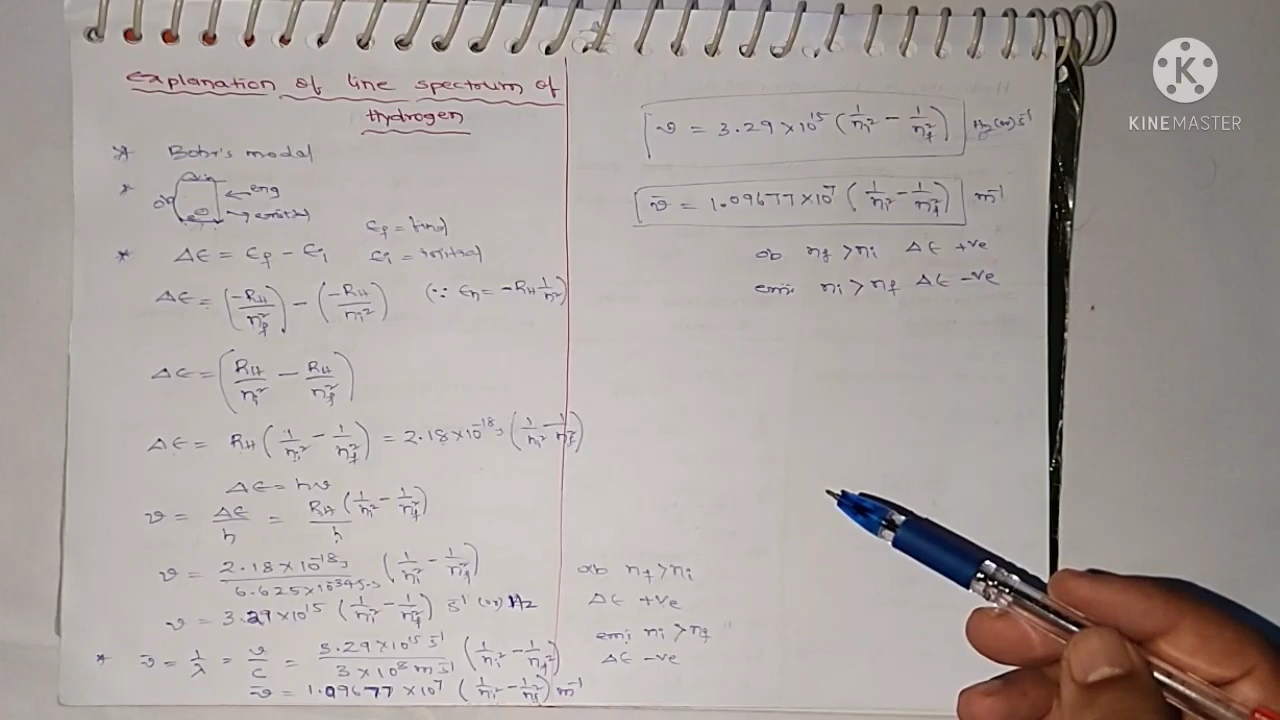 Explanation of line spectrum of
Hydrogen
* Bohr's model
* eng
emitted
Ef = final
* ΔE = Ef - Ei Ei = initial
ΔE = (-RH/nf²) - (-RH/ni²) (∵ En = -RH 1/n²)
ΔE = (RH/ni² - RH/nf²)
ΔE = RH (1/ni² - 1/nf²) = 2.18×10⁻¹⁸J (1/ni² - 1/nf²)
ΔE = hν
ν = ΔE/h = RH/h (1/ni² - 1/nf²)
ν = 2.18×10⁻¹⁸J / 6.625×10⁻³⁴J.s (1/ni² - 1/nf²)
ν = 3.29×10¹⁵ (1/ni² - 1/nf²) s⁻¹ (or) Hz
* ν̄ = 1/λ = ν/c = 3.29×10¹⁵ s⁻¹ / 3×10⁸ m s⁻¹ (1/ni² - 1/nf²)
ν̄ = 1.09677×10⁷ (1/ni² - 1/nf²) m⁻¹
ab nf > ni
ΔE +ve
emi ni > nf
ΔE -ve
ν = 3.29×10¹⁵ (1/ni² - 1/nf²) Hz (or) s⁻¹
ν̄ = 1.09677×10⁷ (1/ni² - 1/nf²) m⁻¹
ab nf > ni ΔE +ve
emi ni > nf ΔE -ve
K
KINEMASTER